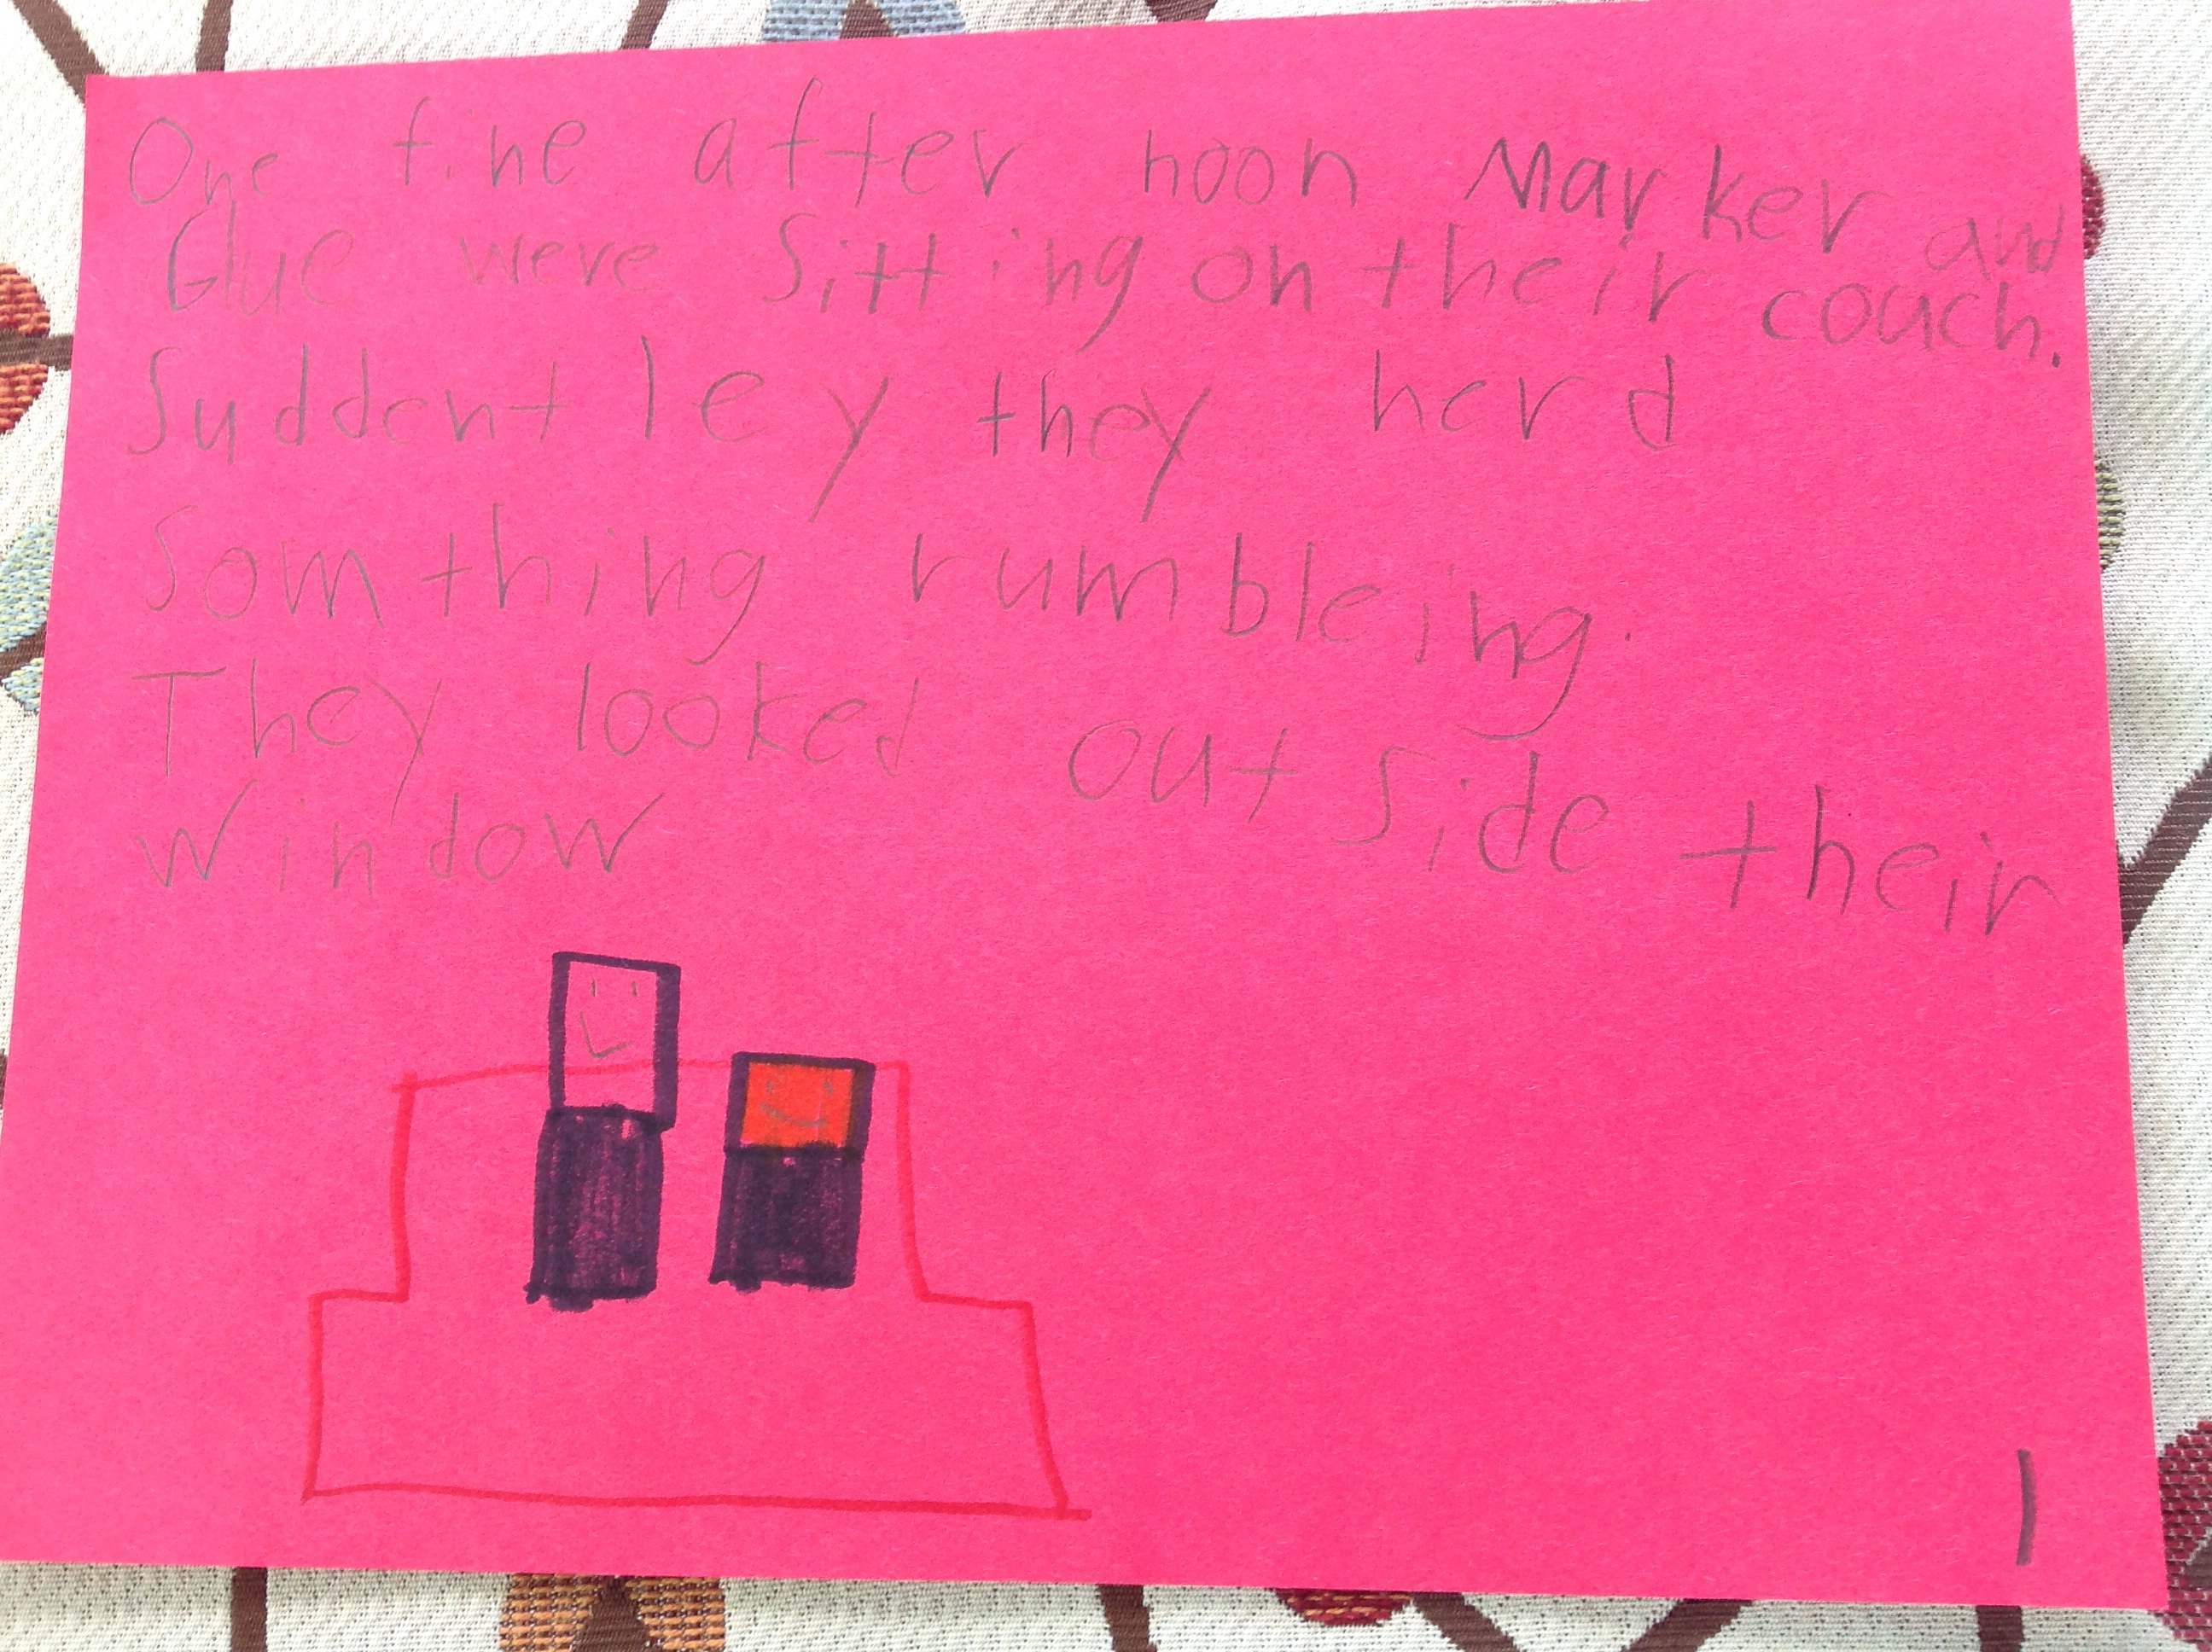 One fine after noon Marker and
Glue were Sitting on their couch.
Suddentley they herd
Somthing rumbleing.
They looked out side their
Window
1